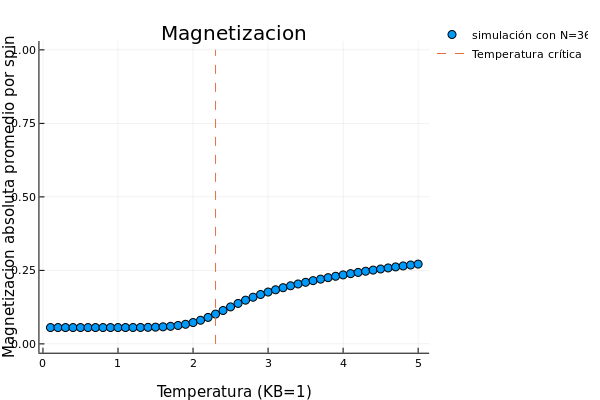 Magnetizacion
simulación con N=36
Temperatura crítica
Magnetizacion absoluta promedio por spin
1.00
0.75
0.50
0.25
0.00
0 1 2 3 4 5
Temperatura (KB=1)